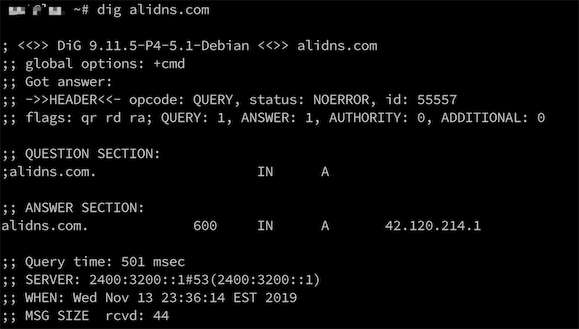 ~# dig alidns.com
; <<>> DiG 9.11.5-P4-5.1-Debian <<>> alidns.com
;; global options: +cmd
;; Got answer:
;; ->>HEADER<<- opcode: QUERY, status: NOERROR, id: 55557
;; flags: qr rd ra; QUERY: 1, ANSWER: 1, AUTHORITY: 0, ADDITIONAL: 0
;; QUESTION SECTION:
;alidns.com. IN A
;; ANSWER SECTION:
alidns.com. 600 IN A 42.120.214.1
;; Query time: 501 msec
;; SERVER: 2400:3200::1#53(2400:3200::1)
;; WHEN: Wed Nov 13 23:36:14 EST 2019
;; MSG SIZE rcvd: 44